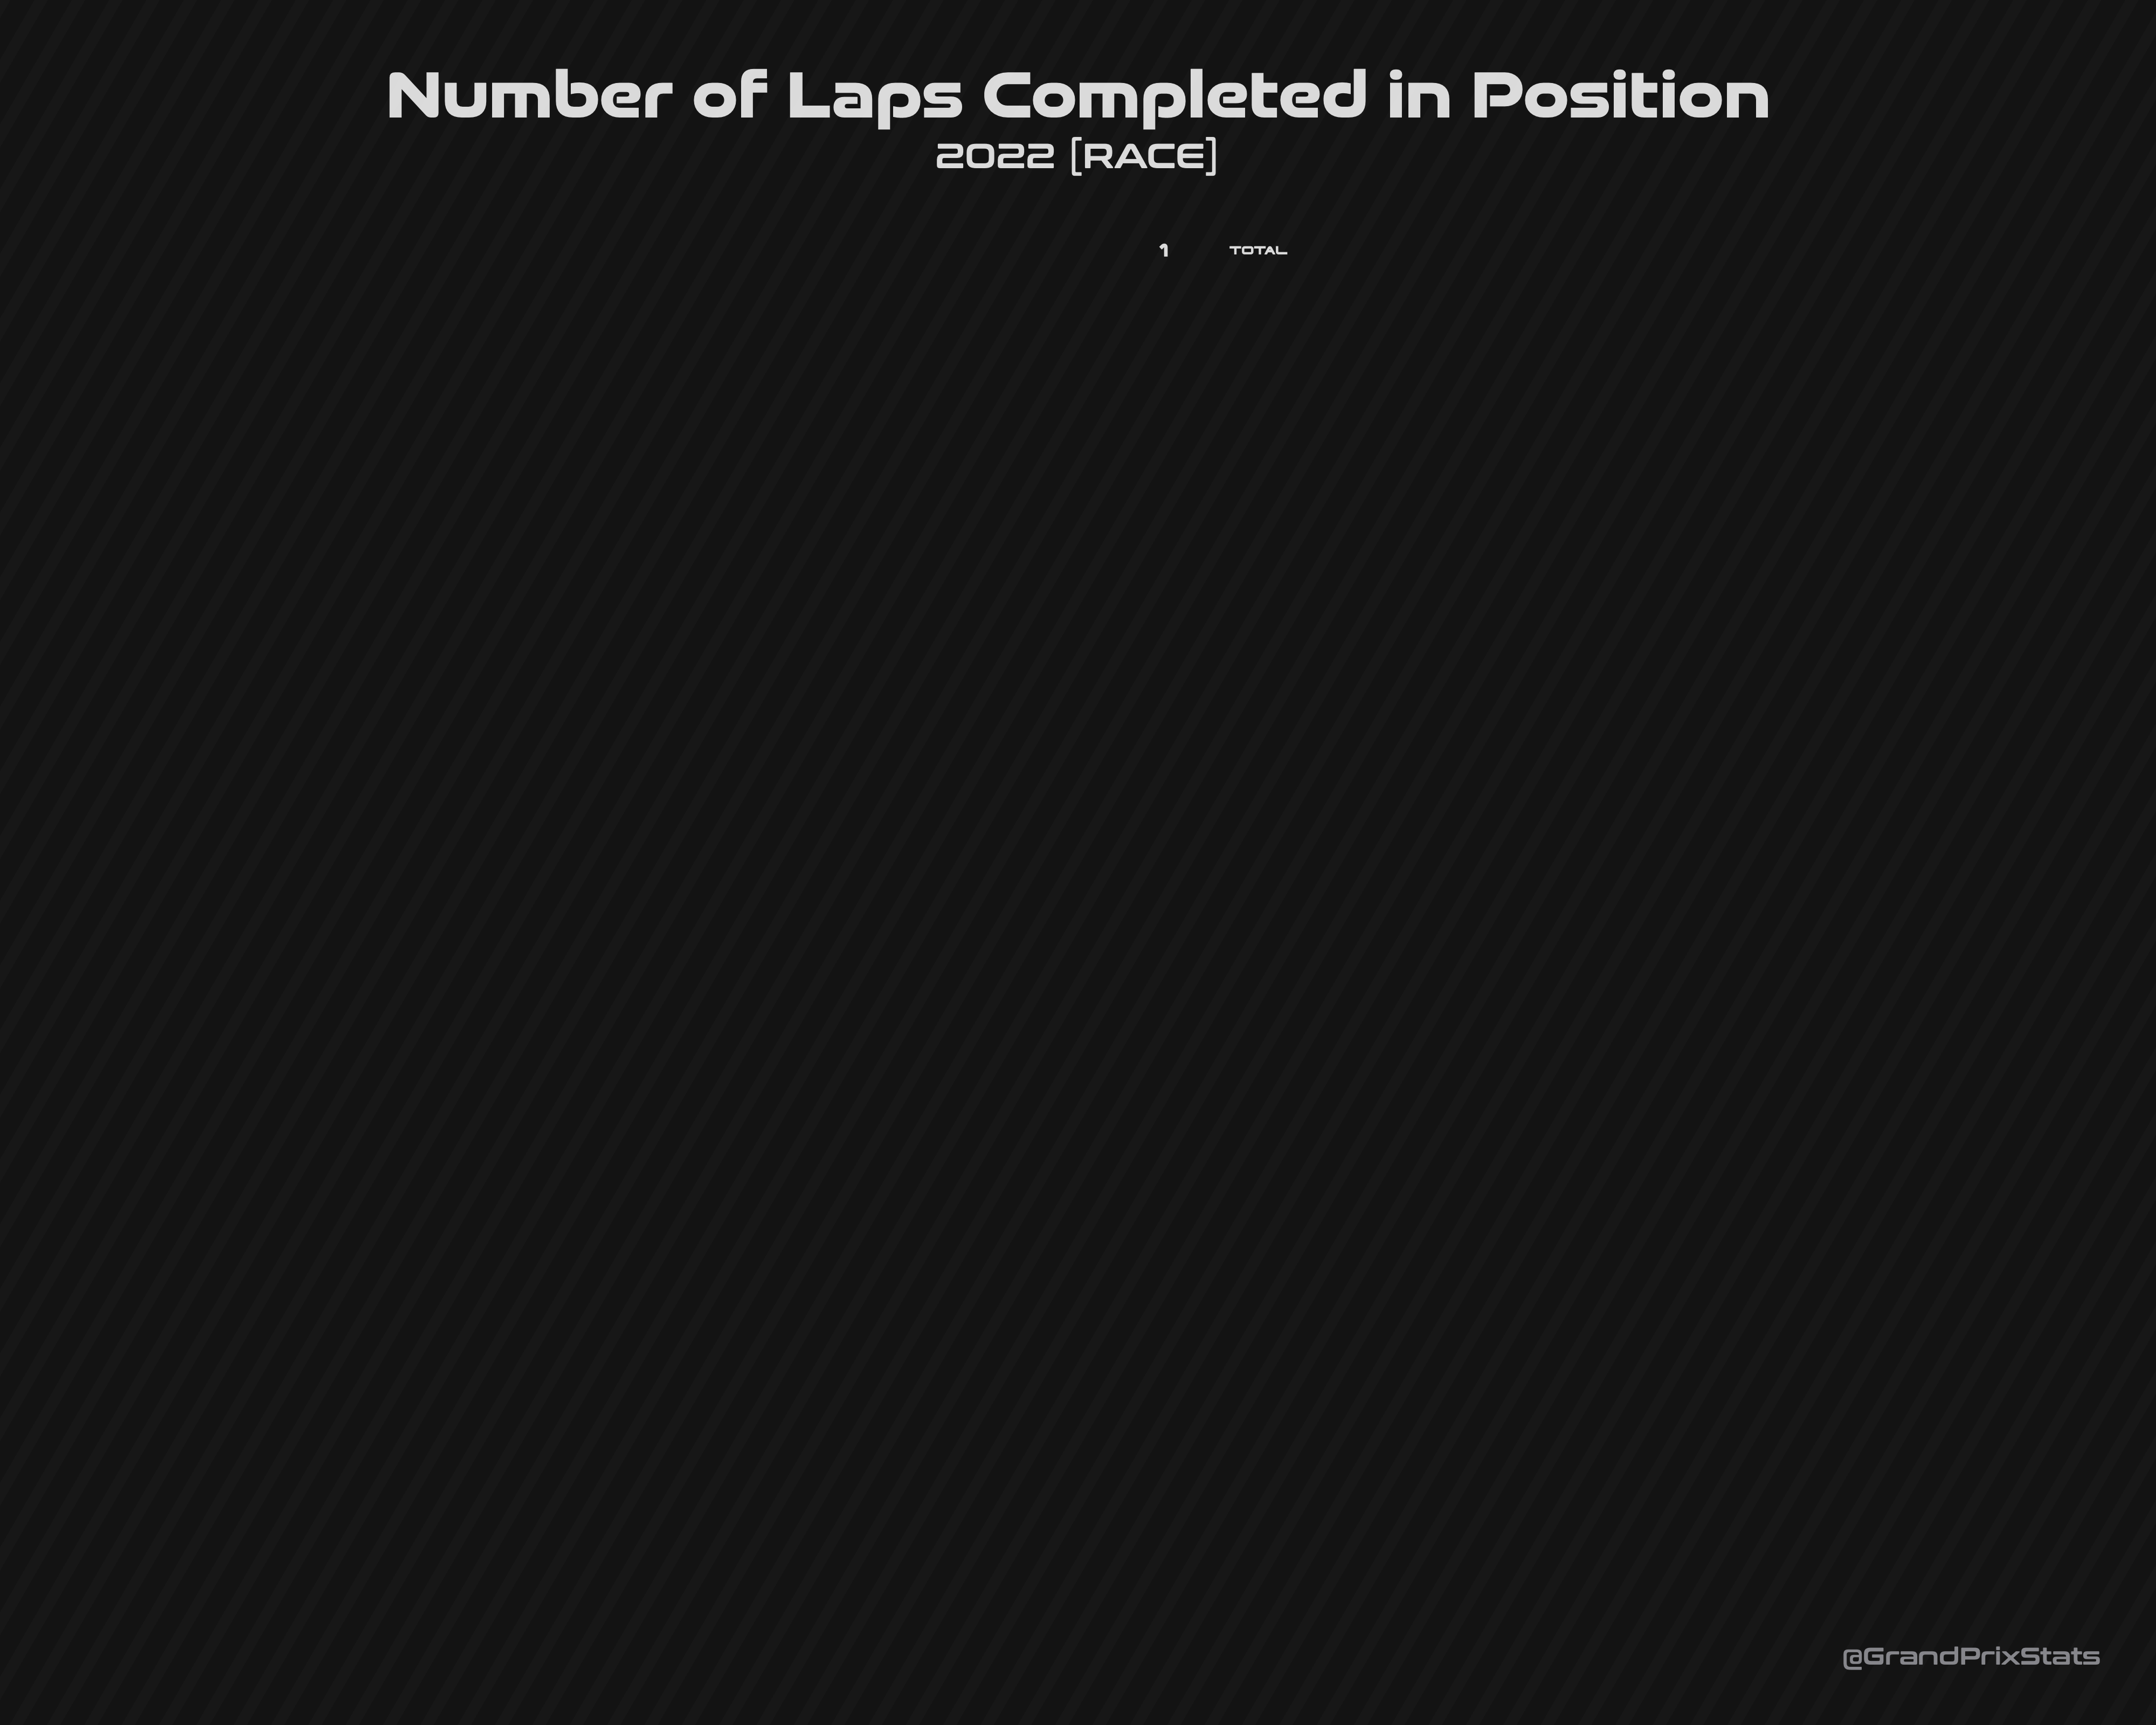 Number of Laps Completed in Position
2022 [RACE]
1 TOTAL
@GrandPrixStats